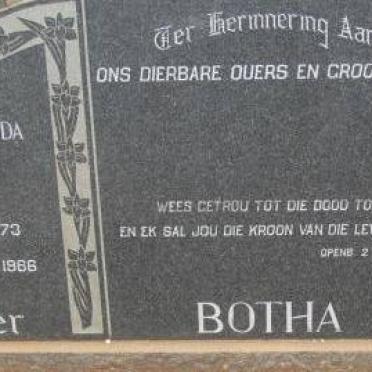 Ter Herinnering Aan
ONS DIERBARE OUERS EN GROO
DA
WEES GETROU TOT DIE DOOD TO
73
EN EK SAL JOU DIE KROON VAN DIE LEW
1966
OPENB 2
er
BOTHA